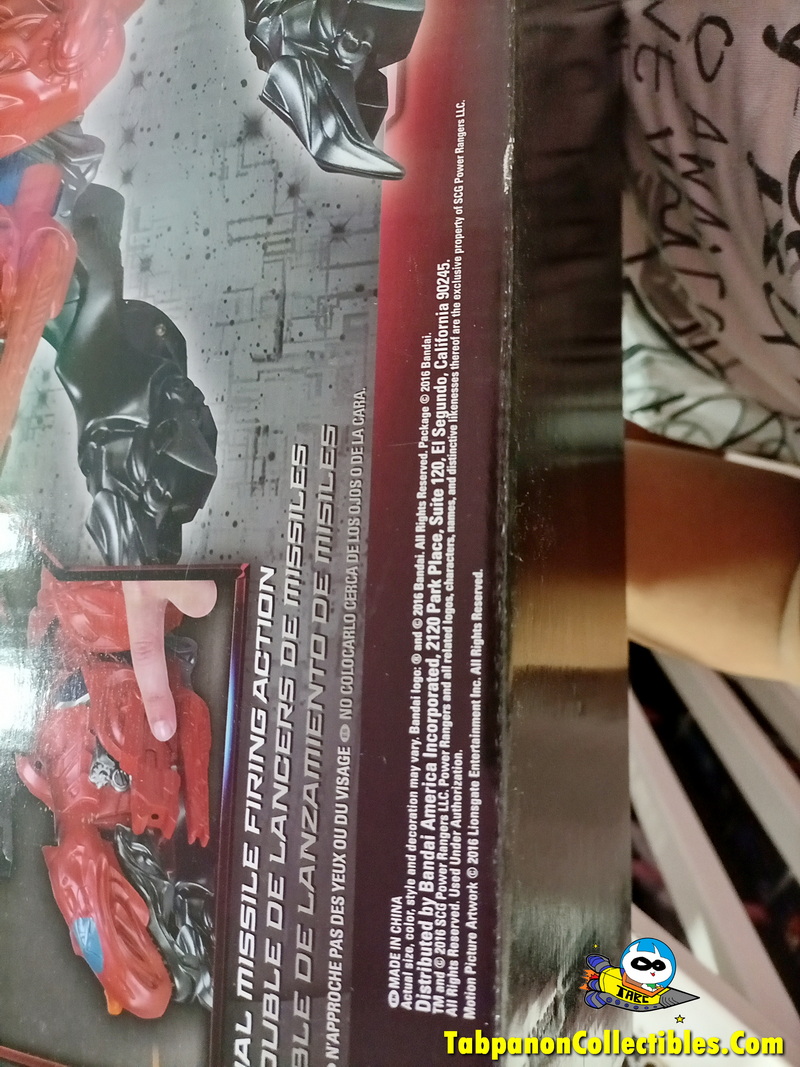 AL MISSILE FIRING ACTION
OUBLE DE LANCERS DE MISSILES
BLE DE LANZAMIENTO DE MISILES
N'APPROCHE PAS DES YEUX OU DU VISAGE NO COLOCARLO CERCA DE LOS OJOS O DE LA CARA.
MADE IN CHINA
Actual size, color, style and decoration may vary. Bandai logo: ® and © 2016 Bandai. All Rights Reserved. Package © 2016 Bandai.
Distributed by Bandai America Incorporated, 2120 Park Place, Suite 120, El Segundo, California 90245.
TM and © 2016 SCG Power Rangers LLC. Power Rangers and all related logos, characters, names, and distinctive likenesses thereof are the exclusive property of SCG Power Rangers LLC.
All Rights Reserved. Used Under Authorization.
Motion Picture Artwork © 2016 Lionsgate Entertainment Inc. All Rights Reserved.
TABC
TabpanonCollectibles.Com